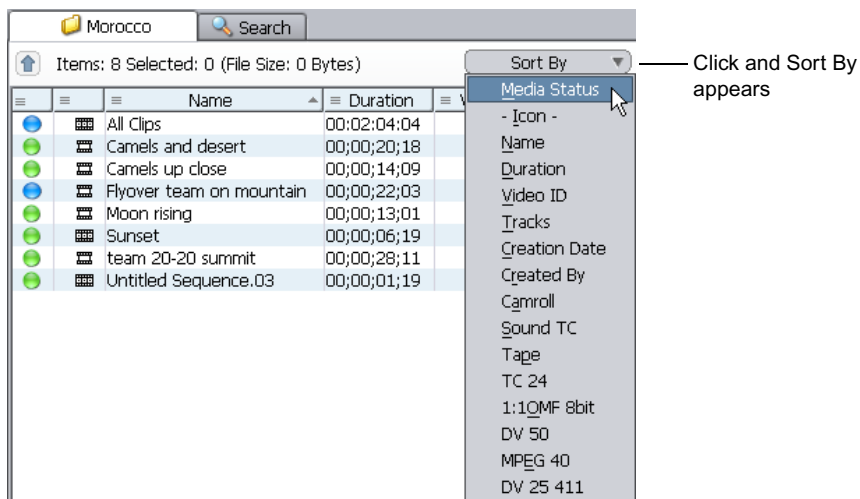 Morocco Search
Items: 8 Selected: 0 (File Size: 0 Bytes) Sort By
Click and Sort By
appears
Name Duration
All Clips 00:02:04:04
Camels and desert 00;00;20;18
Camels up close 00;00;14;09
Flyover team on mountain 00;00;22;03
Moon rising 00;00;13;01
Sunset 00;00;06;19
team 20-20 summit 00;00;28;11
Untitled Sequence.03 00;00;01;19
Media Status
- Icon -
Name
Duration
Video ID
Tracks
Creation Date
Created By
Camroll
Sound TC
Tape
TC 24
1:1OMF 8bit
DV 50
MPEG 40
DV 25 411